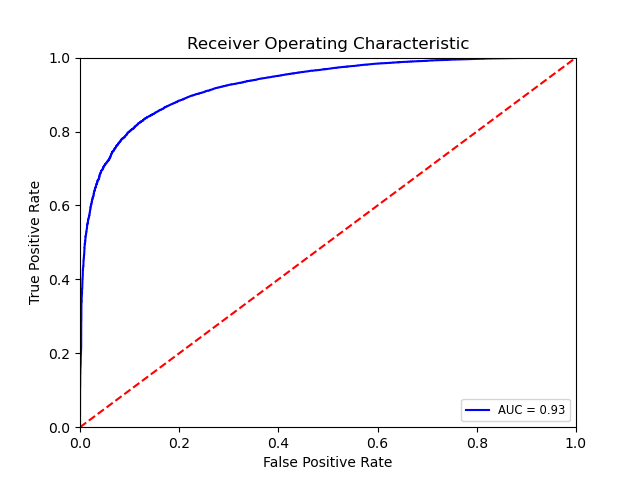 Receiver Operating Characteristic
True Positive Rate
1.0
0.8
0.6
0.4
0.2
0.0
AUC = 0.93
0.0 0.2 0.4 0.6 0.8 1.0
False Positive Rate